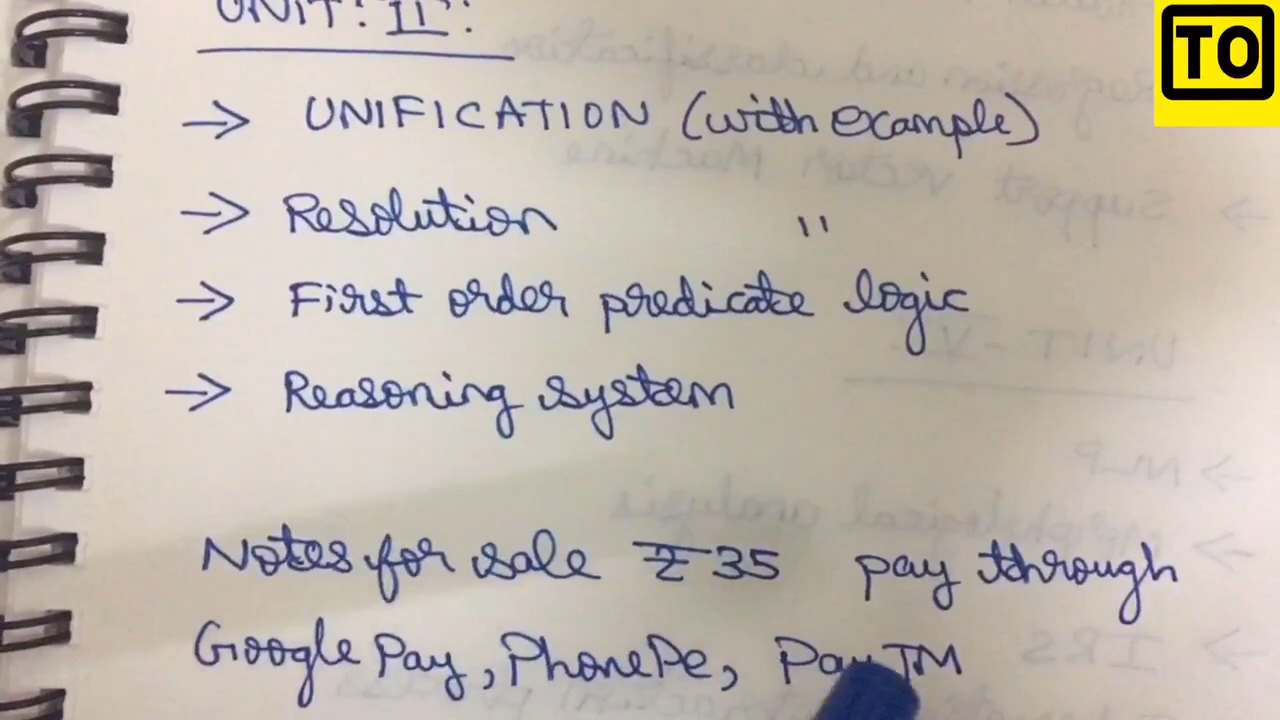 UNIT: II:
TO
→ UNIFICATION (with example)
→ Resolution "
→ First order predicate logic
→ Reasoning system
Notes for sale ₹ 35 pay through
Google Pay, PhonePe, PayTM